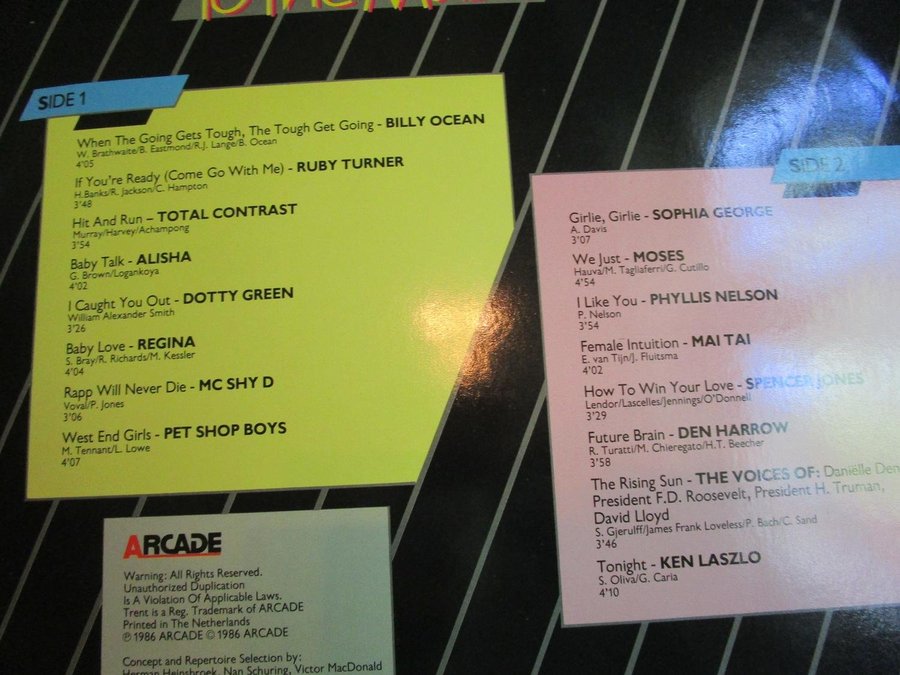 SIDE 1
When The Going Gets Tough, The Tough Get Going - BILLY OCEAN
W. Brathwaite/B. Eastmond/R.J. Lange/B. Ocean
4'05
If You're Ready (Come Go With Me) - RUBY TURNER
H.Banks/R. Jackson/C. Hampton
3'48
Hit And Run – TOTAL CONTRAST
Murray/Harvey/Achampong
3'54
Baby Talk - ALISHA
G. Brown/Logankoya
4'02
I Caught You Out - DOTTY GREEN
William Alexander Smith
3'26
Baby Love - REGINA
S. Bray/R. Richards/M. Kessler
4'04
Rapp Will Never Die - MC SHY D
Voval/P. Jones
3'06
West End Girls - PET SHOP BOYS
M. Tennant/L. Lowe
4'07
ARCADE
Warning: All Rights Reserved.
Unauthorized Duplication
Is A Violation Of Applicable Laws.
Trent is a Reg. Trademark of ARCADE
Printed in The Netherlands
℗ 1986 ARCADE © 1986 ARCADE
Concept and Repertoire Selection by:
Herman Heinsbroek, Nan Schuring, Victor MacDonald
SIDE 2
Girlie, Girlie - SOPHIA GEORGE
A. Davis
3'07
We Just - MOSES
Hauva/M. Tagliaferri/G. Cutillo
4'54
I Like You - PHYLLIS NELSON
P. Nelson
3'54
Female Intuition - MAI TAI
E. van Tijn/J. Fluitsma
4'02
How To Win Your Love - SPENCER JONES
Lendor/Lascelles/Jennings/O'Donnell
3'29
Future Brain - DEN HARROW
R. Turatti/M. Chieregato/H.T. Beecher
3'58
The Rising Sun - THE VOICES OF: Daniëlle
President F.D. Roosevelt, President H. Truman,
David Lloyd
S. Gjerulff/James Frank Loveless/P. Bach/C. Sand
3'46
Tonight - KEN LASZLO
S. Oliva/G. Caria
4'10